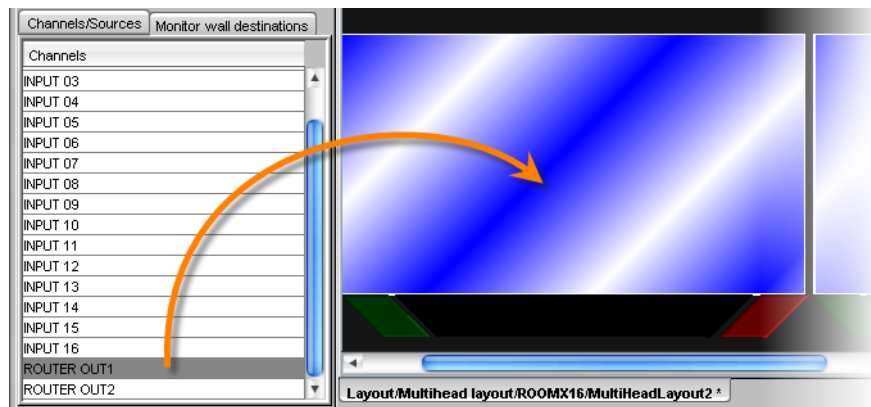 Channels/Sources
Monitor wall destinations
Channels
INPUT 03
INPUT 04
INPUT 05
INPUT 06
INPUT 07
INPUT 08
INPUT 09
INPUT 10
INPUT 11
INPUT 12
INPUT 13
INPUT 14
INPUT 15
INPUT 16
ROUTER OUT1
ROUTER OUT2
Layout/Multihead layout/ROOMX16/MultiHeadLayout2 *